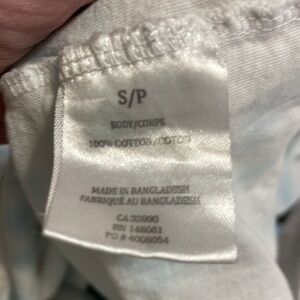 S/P
BODY/CORPS
100% COTTON/COTON
MADE IN BANGLADESH
FABRIQUÉ AU BANGLADESH
CA 33990
RN 148061
PO # 4006054